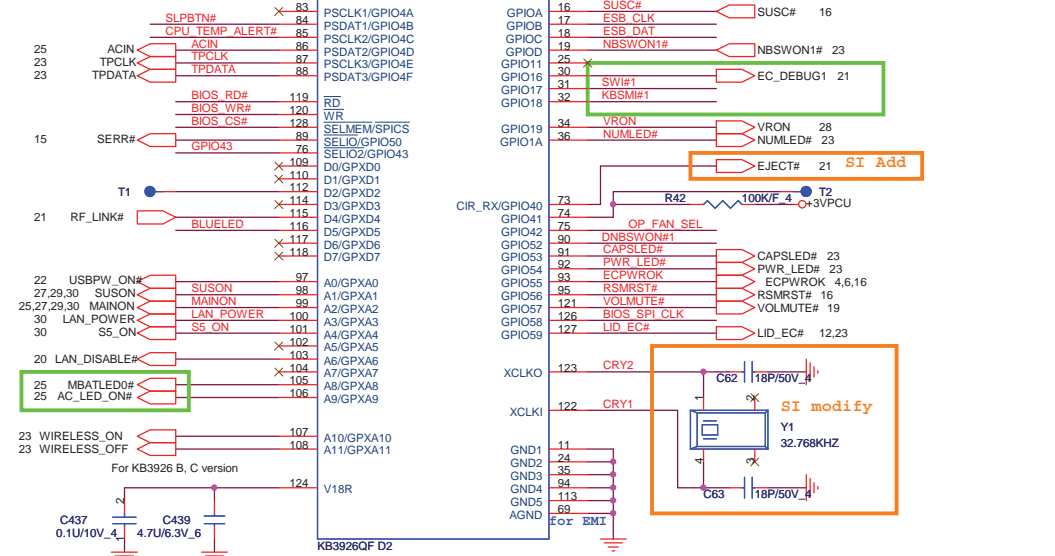 83 PSCLK1/GPIO4A
SLPBTN# 84 PSDAT1/GPIO4B
CPU_TEMP_ALERT# 85 PSCLK2/GPIO4C
25 ACIN ACIN 86 PSDAT2/GPIO4D
23 TPCLK TPCLK 87 PSCLK3/GPIO4E
23 TPDATA TPDATA 88 PSDAT3/GPIO4F
BIOS_RD# 119 RD
BIOS_WR# 120 WR
BIOS_CS# 128 SELMEM/SPICS
15 SERR# 89 SELIO/GPIO50
GPIO43 76 SELIO2/GPIO43
109 D0/GPXD0
110 D1/GPXD1
T1 112 D2/GPXD2
114 D3/GPXD3
21 RF_LINK# 115 D4/GPXD4
BLUELED 116 D5/GPXD5
117 D6/GPXD6
118 D7/GPXD7
22 USBPW_ON# 97 A0/GPXA0
27,29,30 SUSON SUSON 98 A1/GPXA1
25,27,29,30 MAINON MAINON 99 A2/GPXA2
30 LAN_POWER LAN_POWER 100 A3/GPXA3
30 S5_ON S5_ON 101 A4/GPXA4
102 A5/GPXA5
20 LAN_DISABLE# 103 A6/GPXA6
104 A7/GPXA7
25 MBATLED0# 105 A8/GPXA8
25 AC_LED_ON# 106 A9/GPXA9
23 WIRELESS_ON 107 A10/GPXA10
23 WIRELESS_OFF 108 A11/GPXA11
For KB3926 B, C version
124 V18R
2
C437
0.1U/10V_4
1
C439
4.7U/6.3V_6
KB3926QF D2
GPIOA 16 SUSC# SUSC# 16
GPIOB 17 ESB_CLK
GPIOC 18 ESB_DAT
GPIOD 19 NBSWON1# NBSWON1# 23
GPIO11 25
GPIO16 30 EC_DEBUG1 21
GPIO17 31 SWI#1
GPIO18 32 KBSMI#1
GPIO19 34 VRON VRON 28
GPIO1A 36 NUMLED# NUMLED# 23
EJECT# 21 SI Add
CIR_RX/GPIO40 73
GPIO41 74
R42 100K/F_4 T2
+3VPCU
GPIO42 75 OP_FAN_SEL
GPIO52 90 DNBSWON#1
GPIO53 91 CAPSLED# CAPSLED# 23
GPIO54 92 PWR_LED# PWR_LED# 23
GPIO55 93 ECPWROK ECPWROK 4,6,16
GPIO56 95 RSMRST# RSMRST# 16
GPIO57 121 VOLMUTE# VOLMUTE# 19
GPIO58 126 BIOS_SPI_CLK
GPIO59 127 LID_EC# LID_EC# 12,23
XCLKO 123 CRY2
C62 18P/50V_4
XCLKI 122 CRY1
1 2
SI modify
Y1
32.768KHZ
4 3
C63 18P/50V_4
GND1 11
GND2 24
GND3 35
GND4 94
GND5 113
AGND 69
for EMI